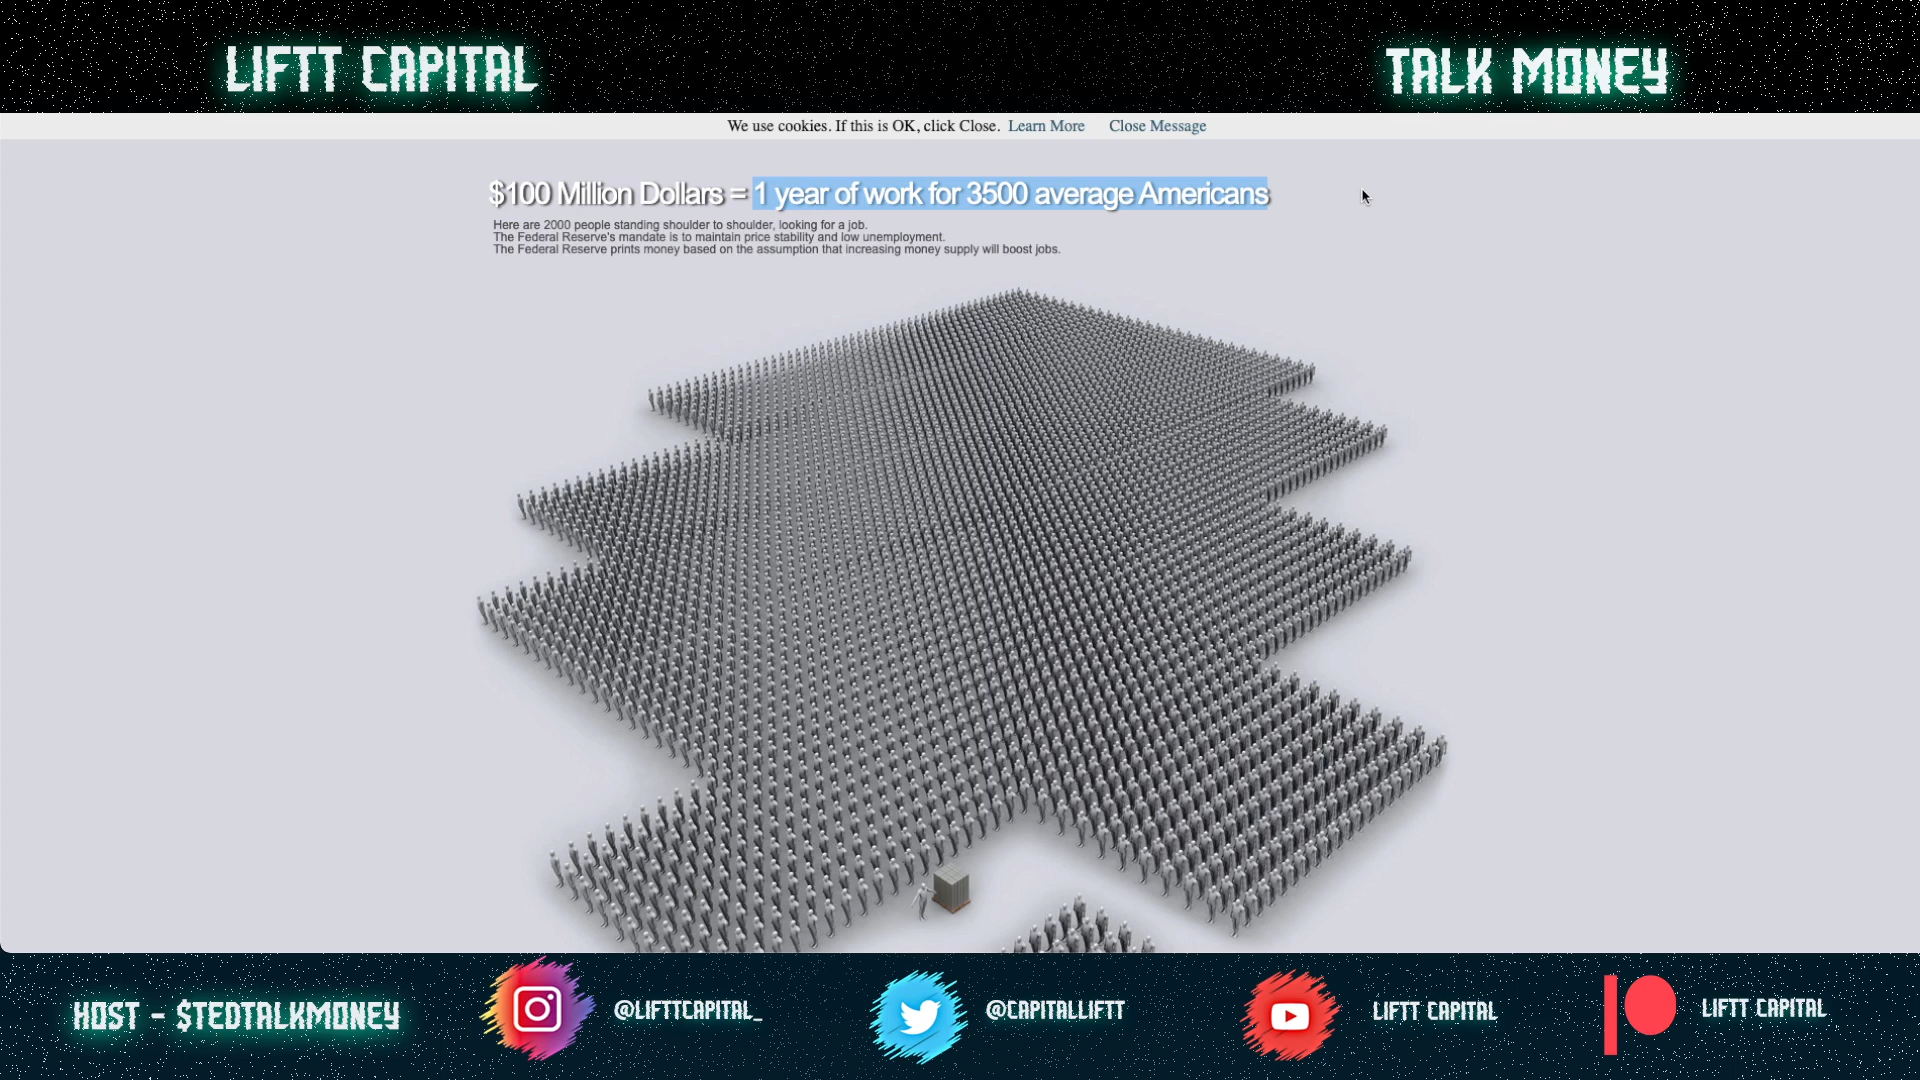 LIFTT CAPITAL
TALK MONEY
We use cookies. If this is OK, click Close. Learn More Close Message
$100 Million Dollars = 1 year of work for 3500 average Americans
Here are 2000 people standing shoulder to shoulder, looking for a job.
The Federal Reserve's mandate is to maintain price stability and low unemployment.
The Federal Reserve prints money based on the assumption that increasing money supply will boost jobs.
HOST - $TEDTALKMONEY
@LIFTTCAPITAL_
@CAPITALLIFTT
LIFTT CAPITAL
LIFTT CAPITAL